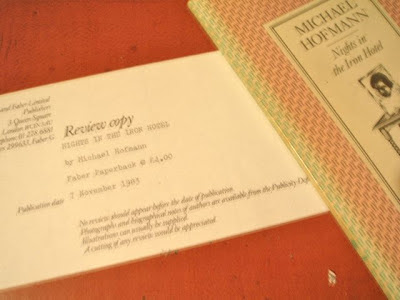 and Faber Limited
Publishers
3 Queen Square
London
Review copy
NIGHTS IN THE IRON HOTEL
by Michael Hofmann
Faber Paperback @ £4.00
Publication date 7 November 1983
No review should appear before the date of publication.
Photographs and biographical notes of authors are available from the Publicity
Illustrations can usually be supplied.
A cutting of any review would be appreciated.
MICHAEL
HOFMANN
Nights in
the Iron Hotel